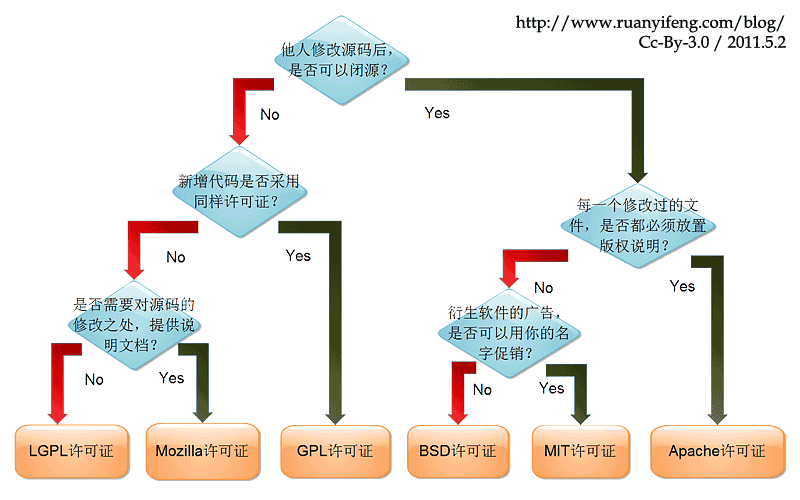 http://www.ruanyifeng.com/blog/
Cc-By-3.0 / 2011.5.2
他人修改源码后，
是否可以闭源？
No
Yes
新增代码是否采用
同样许可证？
每一个修改过的文
件，是否都必须放置
版权说明？
No
Yes
No
Yes
是否需要对源码的
修改之处，提供说
明文档？
衍生软件的广告，
是否可以用你的名
字促销？
No
Yes
No
Yes
LGPL许可证
Mozilla许可证
GPL许可证
BSD许可证
MIT许可证
Apache许可证